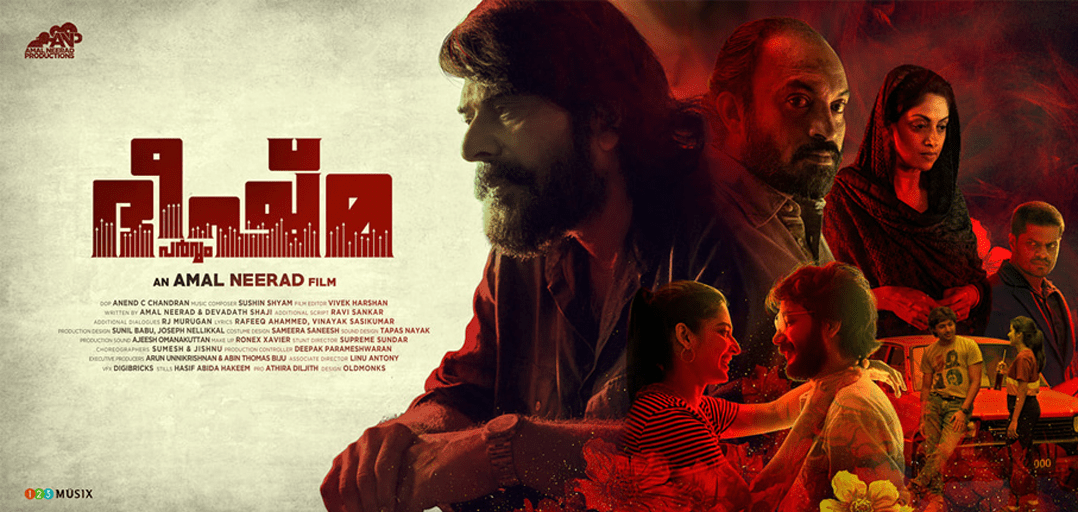 AMAL NEERAD
PRODUCTIONS
ഭീഷ്മ
പർവ്വം
AN AMAL NEERAD FILM
DOP ANEND C CHANDRAN MUSIC COMPOSER SUSHIN SHYAM FILM EDITOR VIVEK HARSHAN
WRITTEN BY AMAL NEERAD & DEVADATH SHAJI ADDITIONAL SCRIPT RAVI SANKAR
ADDITIONAL DIALOGUES RJ MURUGAN LYRICS RAFEEQ AHAMMED, VINAYAK SASIKUMAR
PRODUCTION DESIGN SUNIL BABU, JOSEPH NELLIKKAL COSTUME DESIGN SAMEERA SANEESH SOUND DESIGN TAPAS NAYAK
PRODUCTION SOUND AJEESH OMANAKUTTAN MAKE UP RONEX XAVIER STUNT DIRECTOR SUPREME SUNDAR
CHOREOGRAPHERS SUMESH & JISHNU PRODUCTION CONTROLLER DEEPAK PARAMESHWARAN
EXECUTIVE PRODUCERS ARUN UNNIKRISHNAN & ABIN THOMAS BIJU ASSOCIATE DIRECTOR LINU ANTONY
VFX DIGIBRICKS STILLS HASIF ABIDA HAKEEM PRO ATHIRA DILJITH DESIGN OLDMONKS
000
123 MUSIX